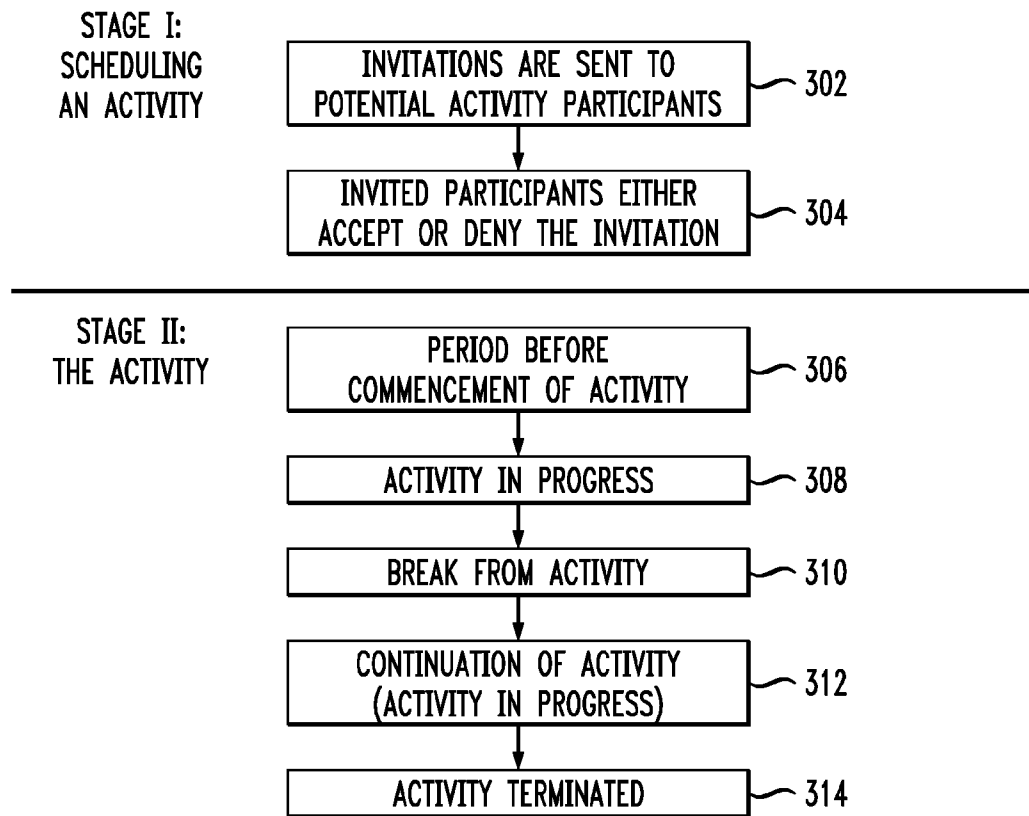 STAGE I:
SCHEDULING
AN ACTIVITY
INVITATIONS ARE SENT TO
POTENTIAL ACTIVITY PARTICIPANTS
302
INVITED PARTICIPANTS EITHER
ACCEPT OR DENY THE INVITATION
304
STAGE II:
THE ACTIVITY
PERIOD BEFORE
COMMENCEMENT OF ACTIVITY
306
ACTIVITY IN PROGRESS
308
BREAK FROM ACTIVITY
310
CONTINUATION OF ACTIVITY
(ACTIVITY IN PROGRESS)
312
ACTIVITY TERMINATED
314